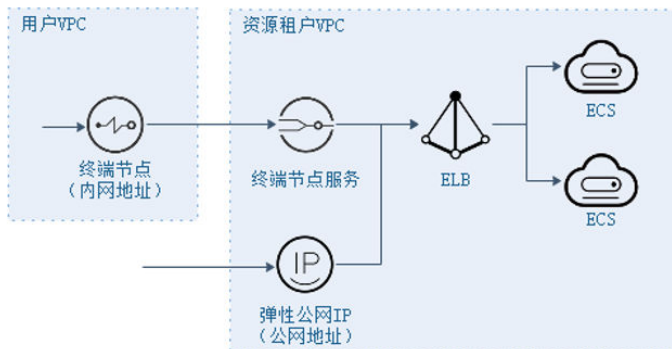 用户VPC
资源租户VPC
终端节点
（内网地址）
终端节点服务
ELB
ECS
ECS
IP
弹性公网IP
（公网地址）